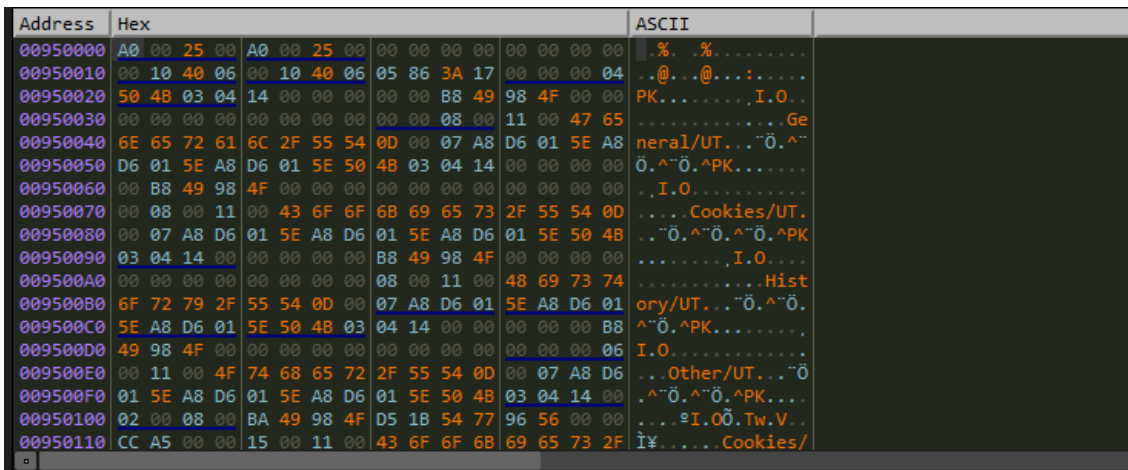 Address Hex ASCII
00950000 A0 00 25 00 A0 00 25 00 00 00 00 00 00 00 00 00 .%. .%.........
00950010 00 10 40 06 00 10 40 06 05 86 3A 17 00 00 00 04 ..@...@...:.....
00950020 50 4B 03 04 14 00 00 00 00 00 B8 49 98 4F 00 00 PK........¸I.O..
00950030 00 00 00 00 00 00 00 00 00 00 08 00 11 00 47 65 ..............Ge
00950040 6E 65 72 61 6C 2F 55 54 0D 00 07 A8 D6 01 5E A8 neral/UT...¨Ö.^¨
00950050 D6 01 5E A8 D6 01 5E 50 4B 03 04 14 00 00 00 00 Ö.^¨Ö.^PK.......
00950060 00 B8 49 98 4F 00 00 00 00 00 00 00 00 00 00 00 .¸I.O...........
00950070 00 08 00 11 00 43 6F 6F 6B 69 65 73 2F 55 54 0D .....Cookies/UT.
00950080 00 07 A8 D6 01 5E A8 D6 01 5E A8 D6 01 5E 50 4B ..¨Ö.^¨Ö.^¨Ö.^PK
00950090 03 04 14 00 00 00 00 00 B8 49 98 4F 00 00 00 00 ........¸I.O....
009500A0 00 00 00 00 00 00 00 00 08 00 11 00 48 69 73 74 ............Hist
009500B0 6F 72 79 2F 55 54 0D 00 07 A8 D6 01 5E A8 D6 01 ory/UT...¨Ö.^¨Ö.
009500C0 5E A8 D6 01 5E 50 4B 03 04 14 00 00 00 00 00 B8 ^¨Ö.^PK........¸
009500D0 49 98 4F 00 00 00 00 00 00 00 00 00 00 00 00 06 I.O.............
009500E0 00 11 00 4F 74 68 65 72 2F 55 54 0D 00 07 A8 D6 ...Other/UT...¨Ö
009500F0 01 5E A8 D6 01 5E A8 D6 01 5E 50 4B 03 04 14 00 .^¨Ö.^¨Ö.^PK....
00950100 02 00 08 00 BA 49 98 4F D5 1B 54 77 96 56 00 00 ....ºI.OÕ.Tw.V..
00950110 CC A5 00 00 15 00 11 00 43 6F 6F 6B 69 65 73 2F Ì¥......Cookies/